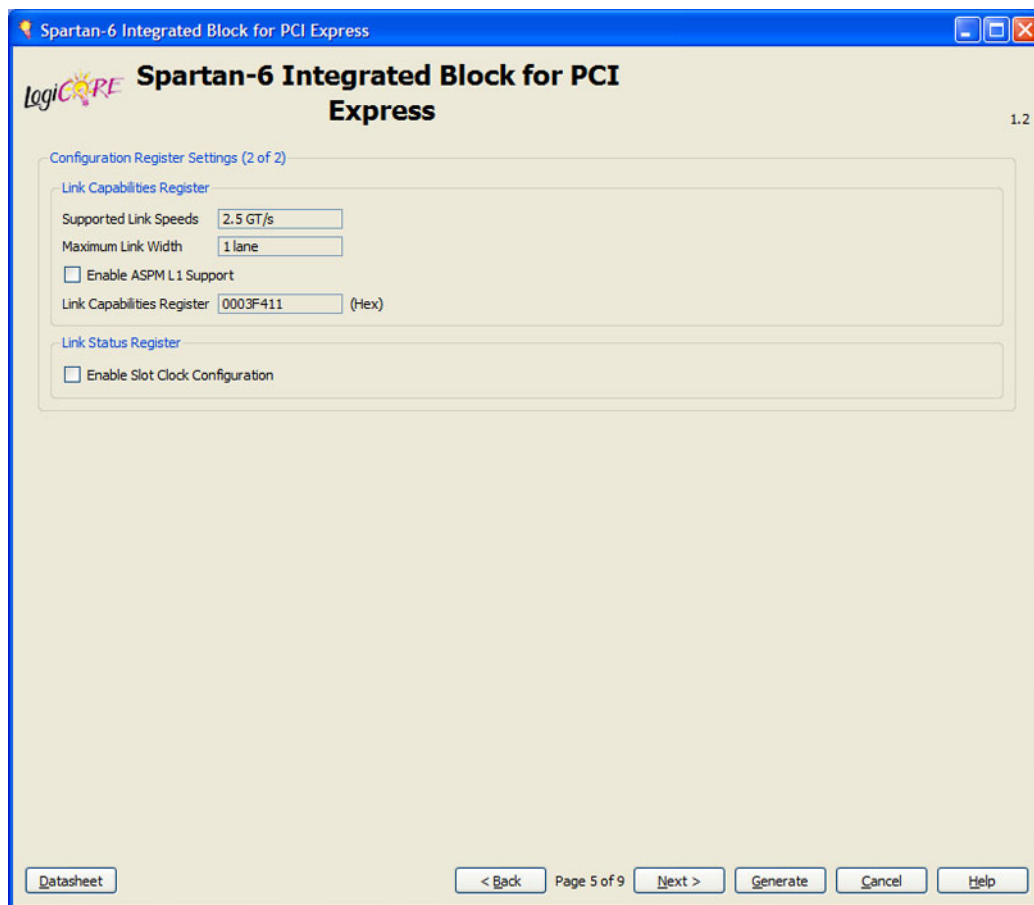 Spartan-6 Integrated Block for PCI Express
LogiCORE
Spartan-6 Integrated Block for PCI
Express
1.2
Configuration Register Settings (2 of 2)
Link Capabilities Register
Supported Link Speeds 2.5 GT/s
Maximum Link Width 1 lane
Enable ASPM L1 Support
Link Capabilities Register 0003F411 (Hex)
Link Status Register
Enable Slot Clock Configuration
Datasheet < Back Page 5 of 9 Next > Generate Cancel Help